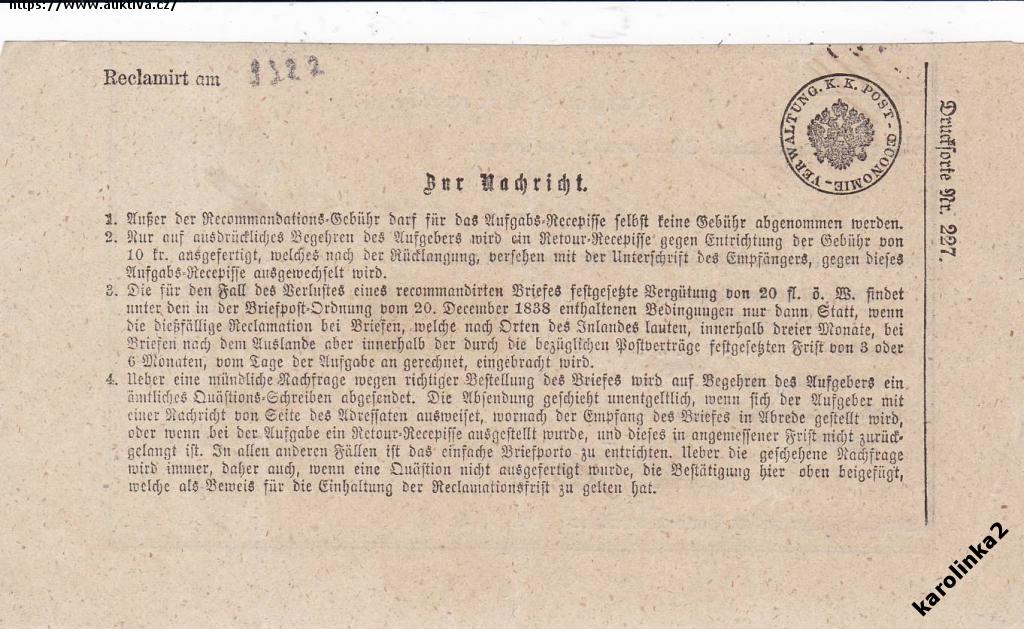 https://www.auktiva.cz/
Reclamirt am
K. K. POST-ŒCONOMIE-VERWALTUNG.
Drucksorte Nr. 227.
Zur Nachricht.
1. Außer der Recommandations-Gebühr darf für das Aufgabs-Recepisse selbst keine Gebühr abgenommen werden.
2. Nur auf ausdrückliches Begehren des Aufgebers wird ein Retour-Recepisse gegen Entrichtung der Gebühr von
10 kr. ausgefertigt, welches nach der Rücklangung, versehen mit der Unterschrift des Empfängers, gegen dieses
Aufgabs-Recepisse ausgewechselt wird.
3. Die für den Fall des Verlustes eines recommandirten Briefes festgesetzte Vergütung von 20 fl. ö. W. findet
unter den in der Briefpost-Ordnung vom 20. December 1838 enthaltenen Bedingungen nur dann Statt, wenn
die dießfällige Reclamation bei Briefen, welche nach Orten des Inlandes lauten, innerhalb dreier Monate, bei
Briefen nach dem Auslande aber innerhalb der durch die bezüglichen Postverträge festgesetzten Frist von 3 oder
6 Monaten, vom Tage der Aufgabe an gerechnet, eingebracht wird.
4. Ueber eine mündliche Nachfrage wegen richtiger Bestellung des Briefes wird auf Begehren des Aufgebers ein
ämtliches Quästions-Schreiben abgesendet. Die Absendung geschieht unentgeltlich, wenn sich der Aufgeber mit
einer Nachricht von Seite des Adressaten ausweiset, wornach der Empfang des Briefes in Abrede gestellt wird,
oder wenn bei der Aufgabe ein Retour-Recepisse ausgestellt wurde, und dieses in angemessener Frist nicht zurück-
gelangt ist. In allen anderen Fällen ist das einfache Briefporto zu entrichten. Ueber die geschehene Nachfrage
wird immer, daher auch, wenn eine Quästion nicht ausgefertigt wurde, die Bestätigung hier oben beigefügt,
welche als Beweis für die Einhaltung der Reclamationsfrist zu gelten hat.
karolinka2